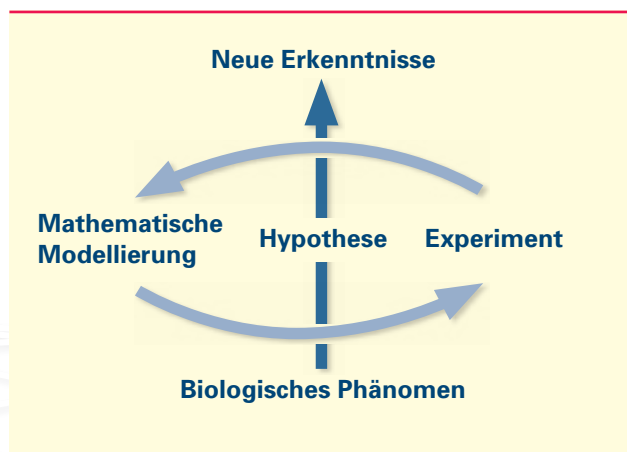 Neue Erkenntnisse
Mathematische
Modellierung
Hypothese
Experiment
Biologisches Phänomen